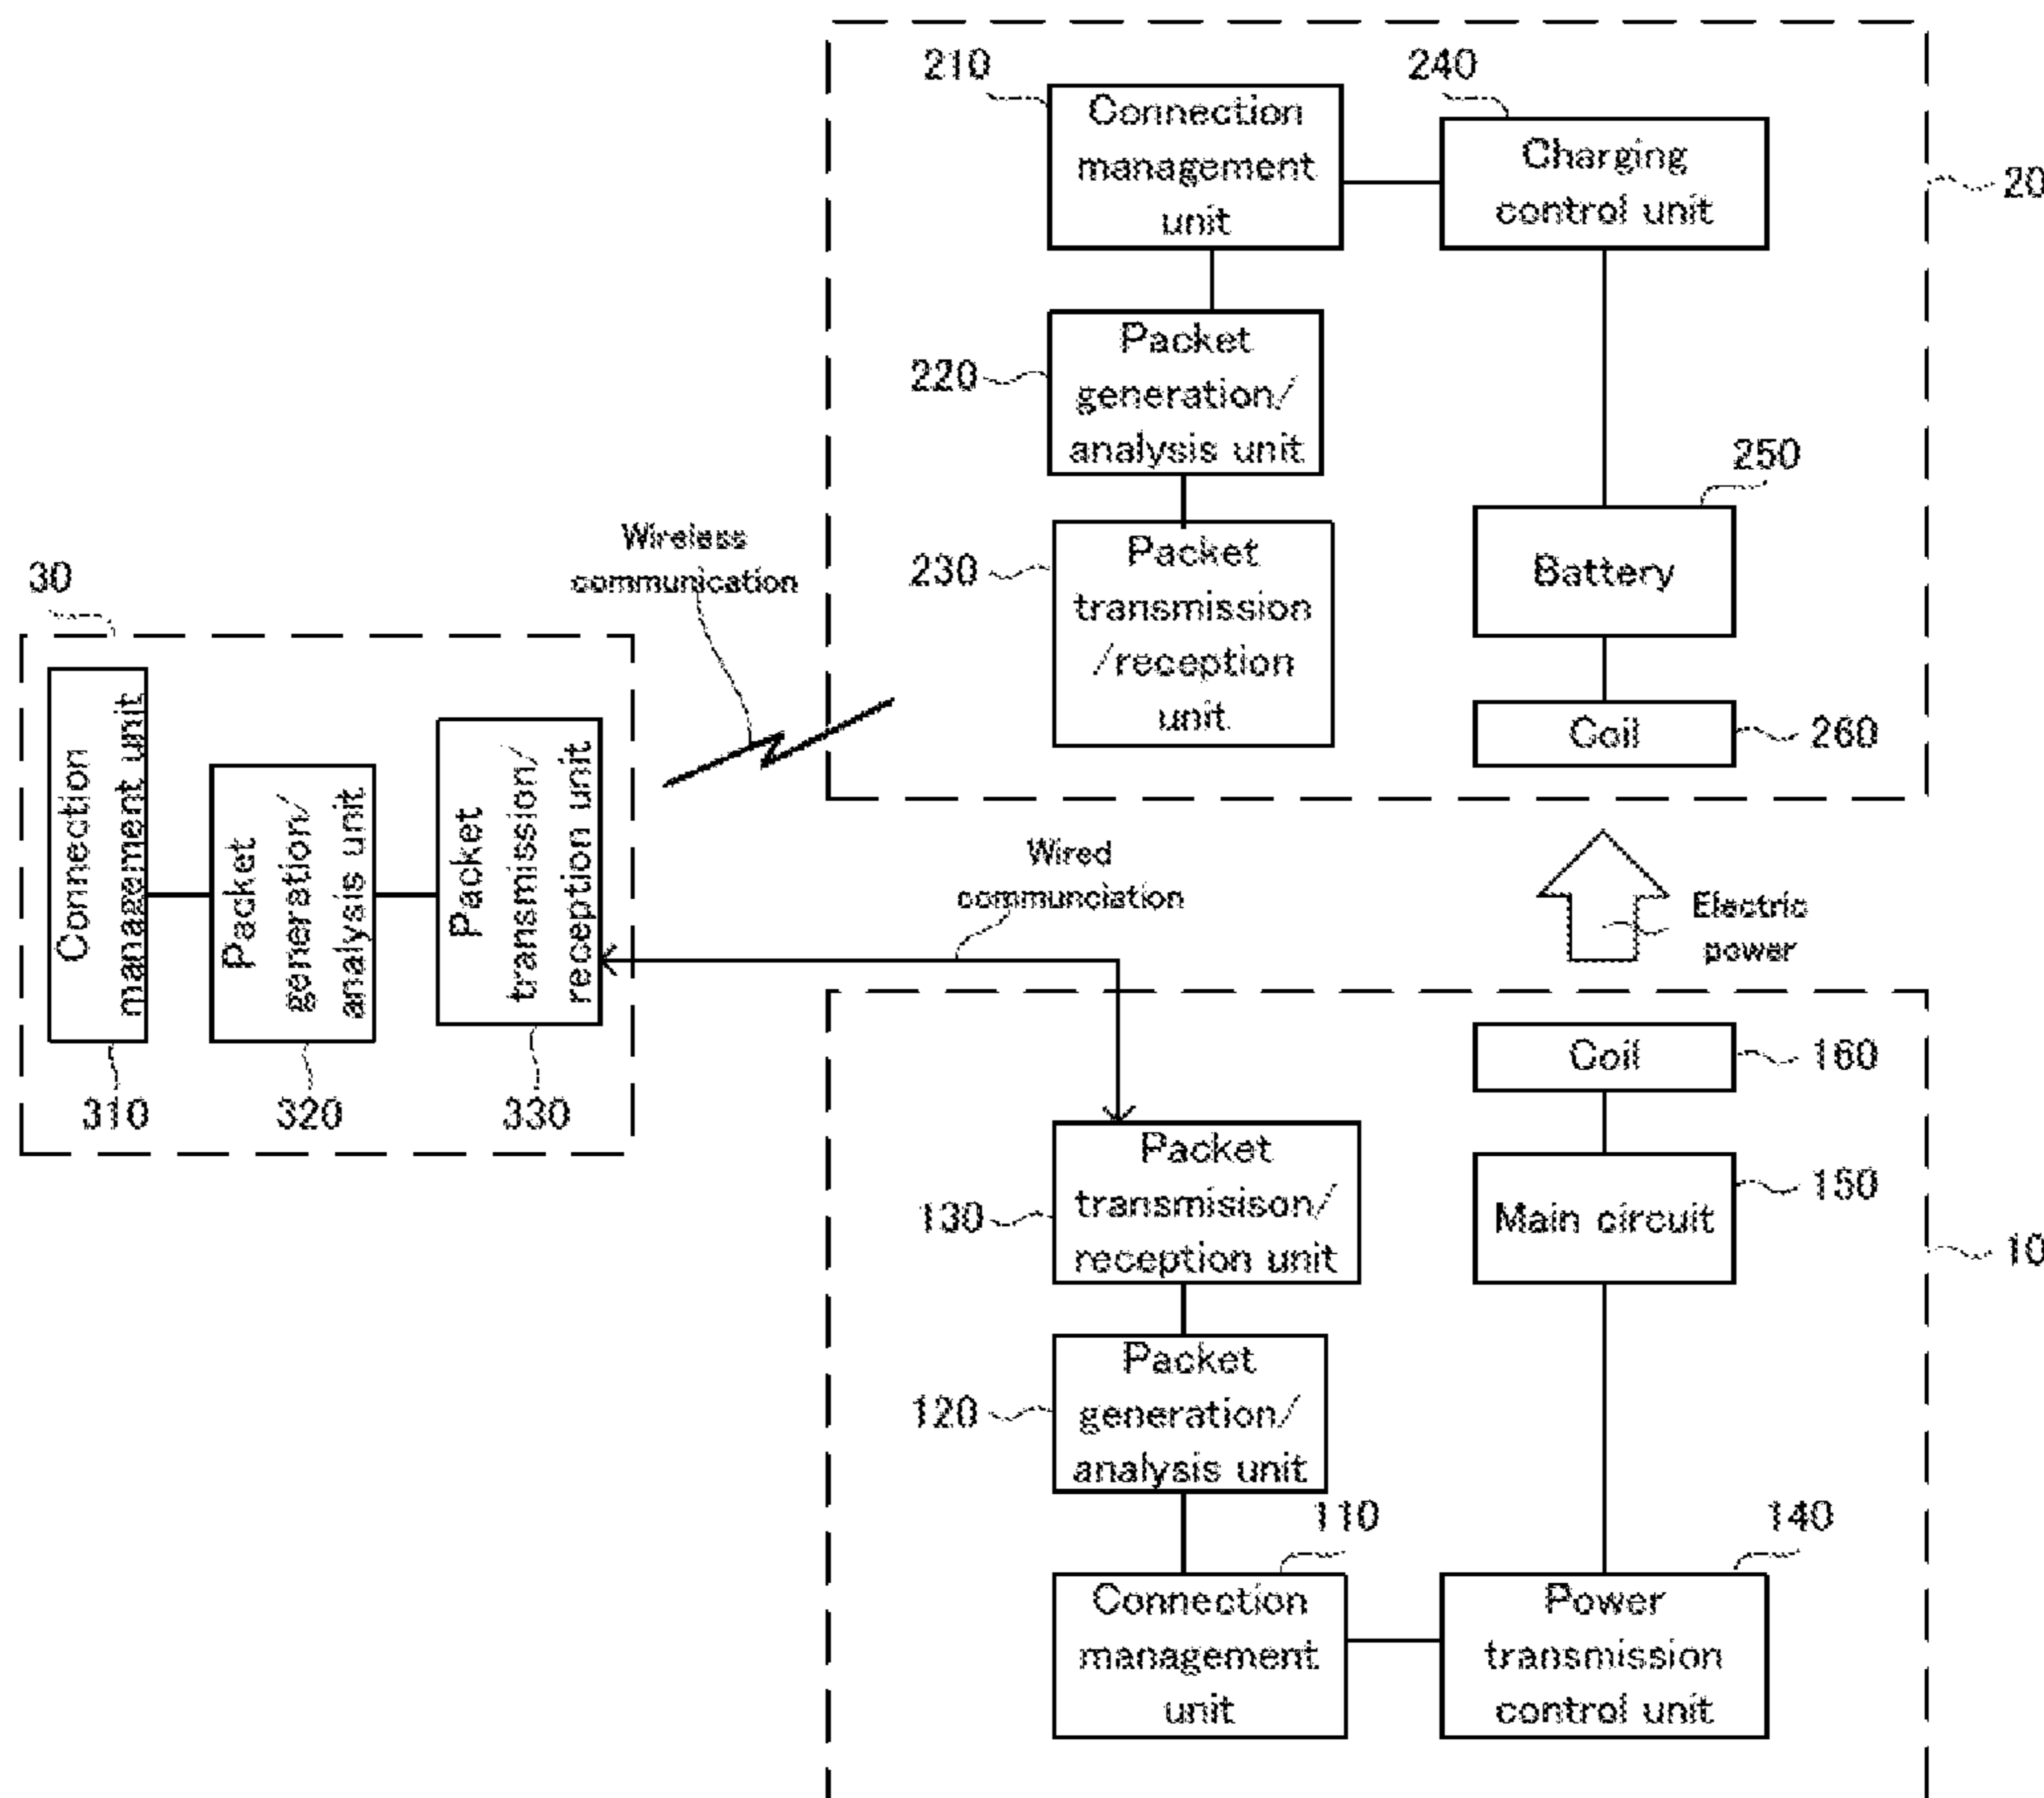 210
240
Connection
management
unit
Charging
control unit
20
220
Packet
generation/
analysis unit
250
230
Packet
transmission
/reception
unit
Battery
Coil
260
Wireless
communication
30
Connection
management unit
Packet
generation/
analysis unit
Packet
transmission/
reception unit
310
320
330
Wired
communciation
Electric
power
Coil
160
130
Packet
transmisison/
reception unit
Main circuit
150
10
120
Packet
generation/
analysis unit
110
140
Connection
management
unit
Power
transmission
control unit